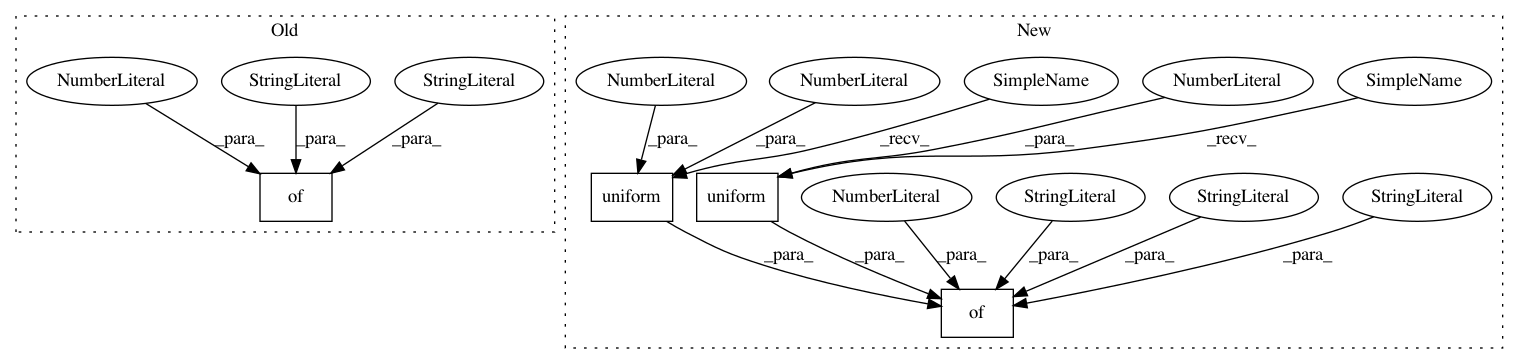 Old
New
NumberLiteral
StringLiteral
StringLiteral
NumberLiteral
NumberLiteral
SimpleName
NumberLiteral
SimpleName
_para_
_para_
_para_
_para_
_para_
_recv_
_para_
_recv_
of
uniform
uniform
NumberLiteral
StringLiteral
StringLiteral
StringLiteral
_para_
_para_
_para_
_para_
_para_
_para_
of